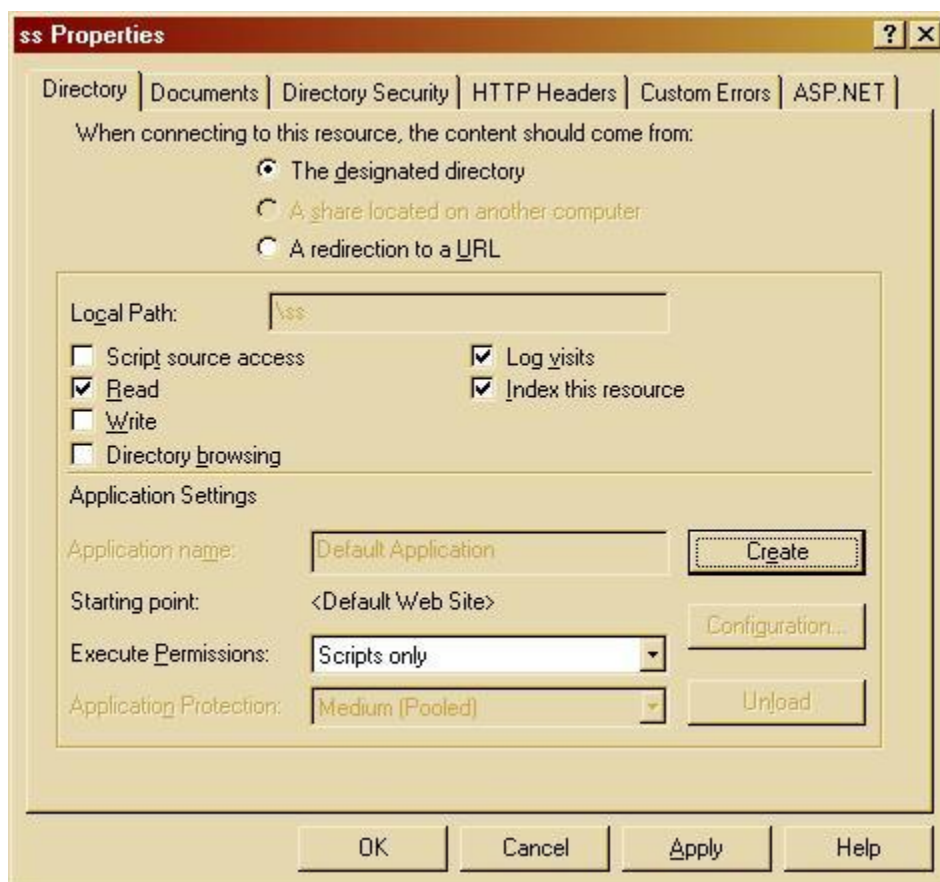 ss Properties
Directory Documents Directory Security HTTP Headers Custom Errors ASP.NET
When connecting to this resource, the content should come from:
The designated directory
A share located on another computer
A redirection to a URL
Local Path: \ss
Script source access Log visits
Read Index this resource
Write
Directory browsing
Application Settings
Application name: Default Application Create
Starting point: <Default Web Site>
Configuration...
Execute Permissions: Scripts only
Application Protection: Medium (Pooled) Unload
OK Cancel Apply Help